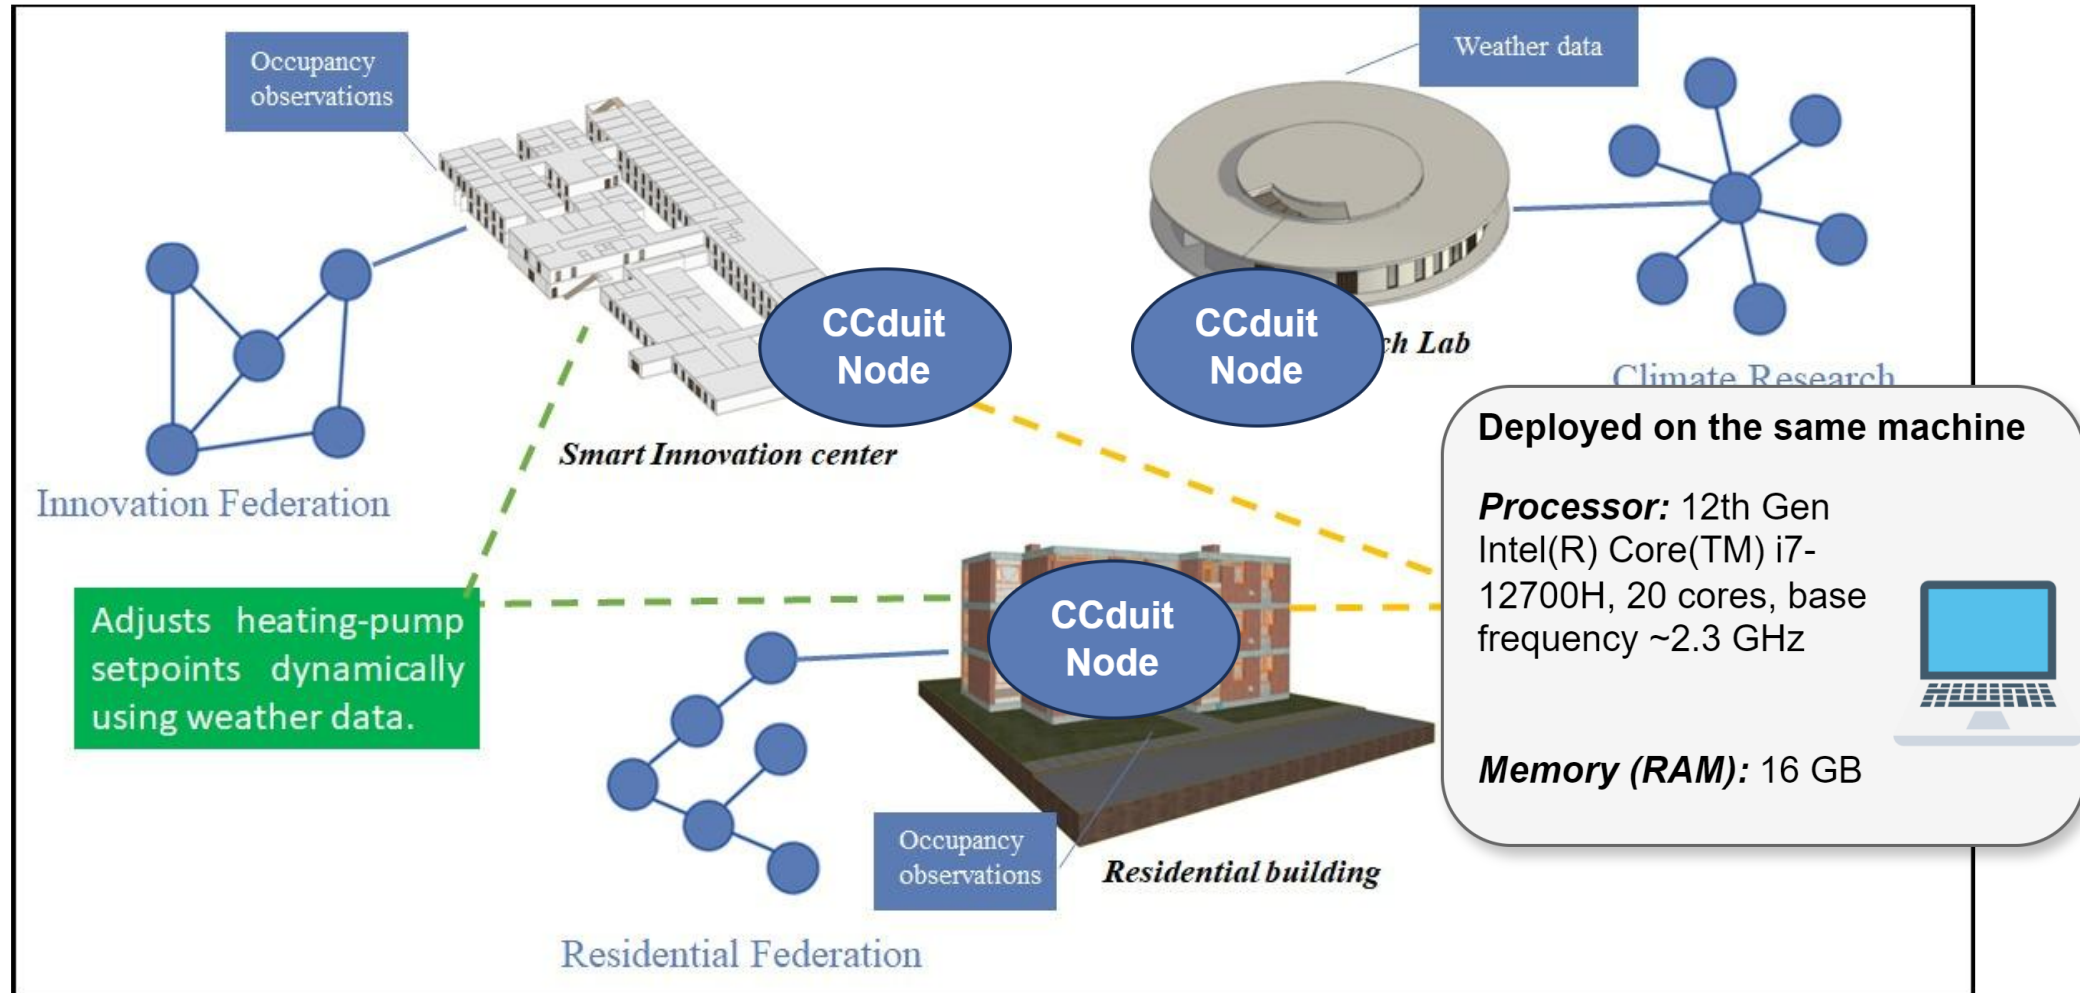 Occupancy
observations
Weather data
CCduit
Node
CCduit
Node
ch Lab
Climate Research
Smart Innovation center
Innovation Federation
Deployed on the same machine
Processor: 12th Gen
Intel(R) Core(TM) i7-
12700H, 20 cores, base
frequency ~2.3 GHz
Memory (RAM): 16 GB
Adjusts heating-pump
setpoints dynamically
using weather data.
CCduit
Node
Occupancy
observations
Residential building
Residential Federation